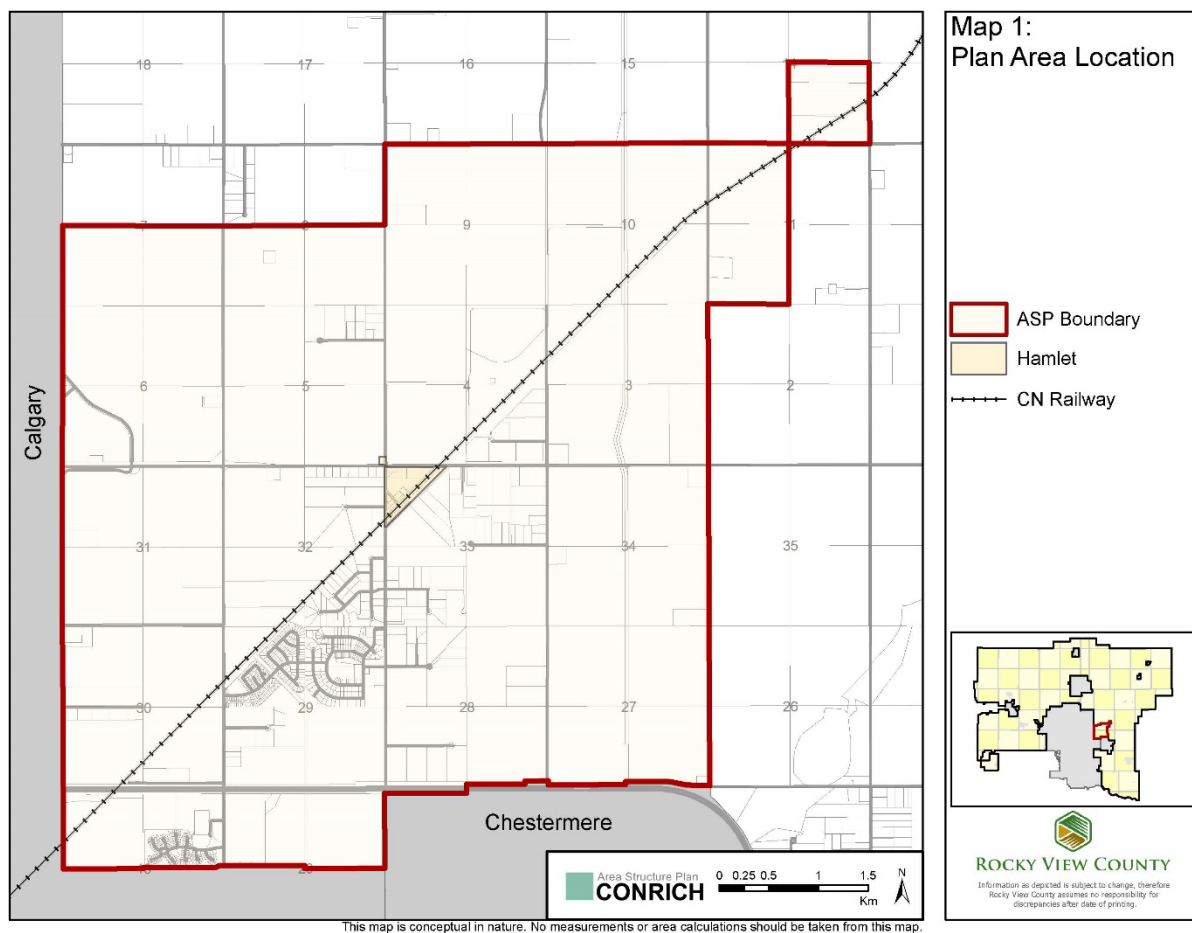 Map 1:
Plan Area Location
18
17
16
15
9
10
6
5
4
3
2
31
32
33
34
35
30
29
28
27
26
Calgary
Chestermere
ASP Boundary
Hamlet
CN Railway
Area Structure Plan
CONRICH
0 0.25 0.5 1 1.5
Km
N
ROCKY VIEW COUNTY
Information as depicted is subject to change, therefore
Rocky View County assumes no responsibility for
discrepancies after date of printing.
This map is conceptual in nature. No measurements or area calculations should be taken from this map.